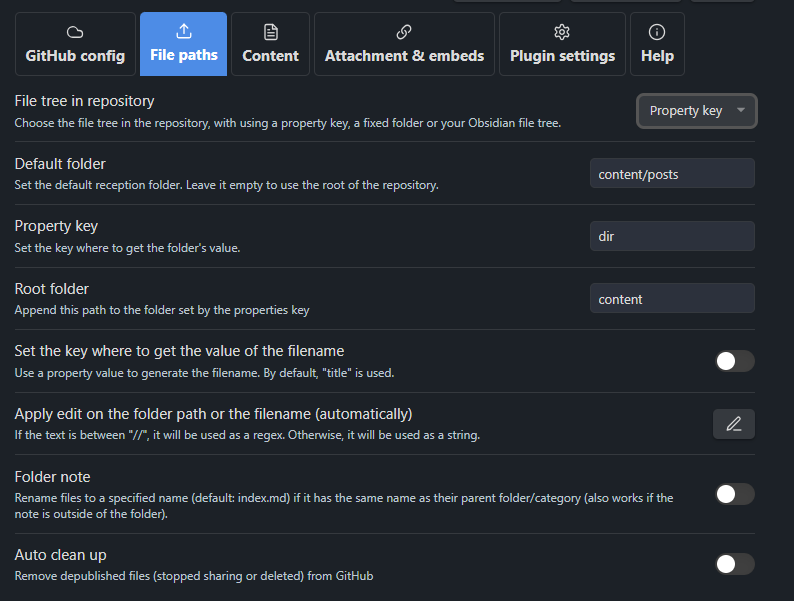 GitHub config
File paths
Content
Attachment & embeds
Plugin settings
Help
File tree in repository
Choose the file tree in the repository, with using a property key, a fixed folder or your Obsidian file tree.
Property key
Default folder
Set the default reception folder. Leave it empty to use the root of the repository.
content/posts
Property key
Set the key where to get the folder's value.
dir
Root folder
Append this path to the folder set by the properties key
content
Set the key where to get the value of the filename
Use a property value to generate the filename. By default, "title" is used.
Apply edit on the folder path or the filename (automatically)
If the text is between "//", it will be used as a regex. Otherwise, it will be used as a string.
Folder note
Rename files to a specified name (default: index.md) if it has the same name as their parent folder/category (also works if the
note is outside of the folder).
Auto clean up
Remove depublished files (stopped sharing or deleted) from GitHub